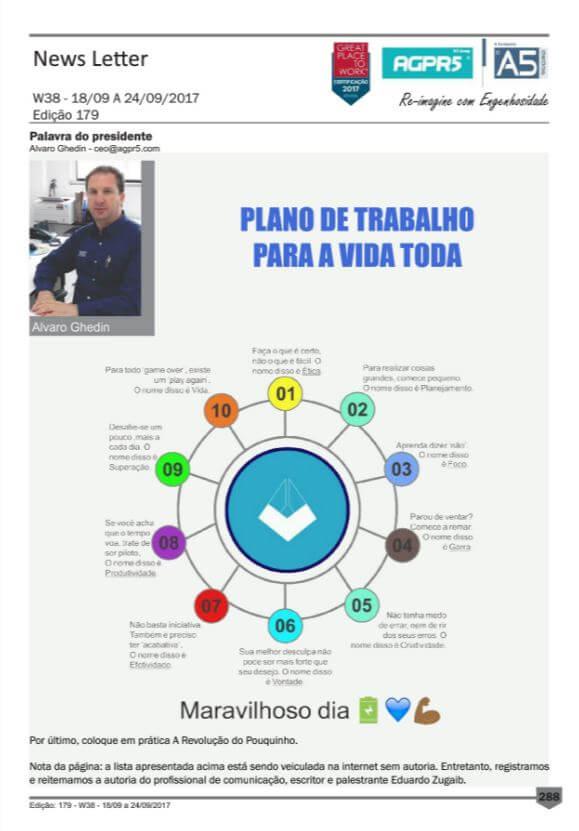 News Letter
GREAT
PLACE
TO
WORK
CERTIFICAÇÃO
2017
AGPR5
A5
W38 - 18/09 A 24/09/2017
Edição 179
Re-imagine com Engenhosidade
Palavra do presidente
Alvaro Ghedin - ceo@agpr5.com
PLANO DE TRABALHO
PARA A VIDA TODA
Alvaro Ghedin
01
Faça o que é certo,
não o que é fácil. O
nome disso é Ética.
02
Para realizar coisas
grandes, comece pequeno.
O nome disso é Planejamento.
03
Aprenda dizer 'não'.
O nome disso
é Foco.
04
Parou de ventar?
Comece a remar.
O nome disso
é Garra
05
Não tenha medo
de errar, nem de rir
dos seus erros. O
nome disso é Criatividade.
06
Sua melhor desculpa não
pode ser mais forte que
seu desejo. O nome disso
é Vontade.
07
Não basta iniciativa.
Também é preciso
ter 'acabativa'.
O nome disso é
Efetividade.
08
Se você acha
que o tempo
voa, trate de
ser piloto.
O nome disso é
Produtividade.
09
Desafie-se um
pouco mais a
cada dia. O
nome disso é
Superação.
10
Para todo 'game over', existe
um 'play again'.
O nome disso é Vida.
Maravilhoso dia 🔋💙💪🏾
Por último, coloque em prática A Revolução do Pouquinho.
Nota da página: a lista apresentada acima está sendo veiculada na internet sem autoria. Entretanto, registramos
e reitemamos a autoria do profissional de comunicação, escritor e palestrante Eduardo Zugaib.
288
Edição: 179 - W38 - 18/09 a 24/09/2017